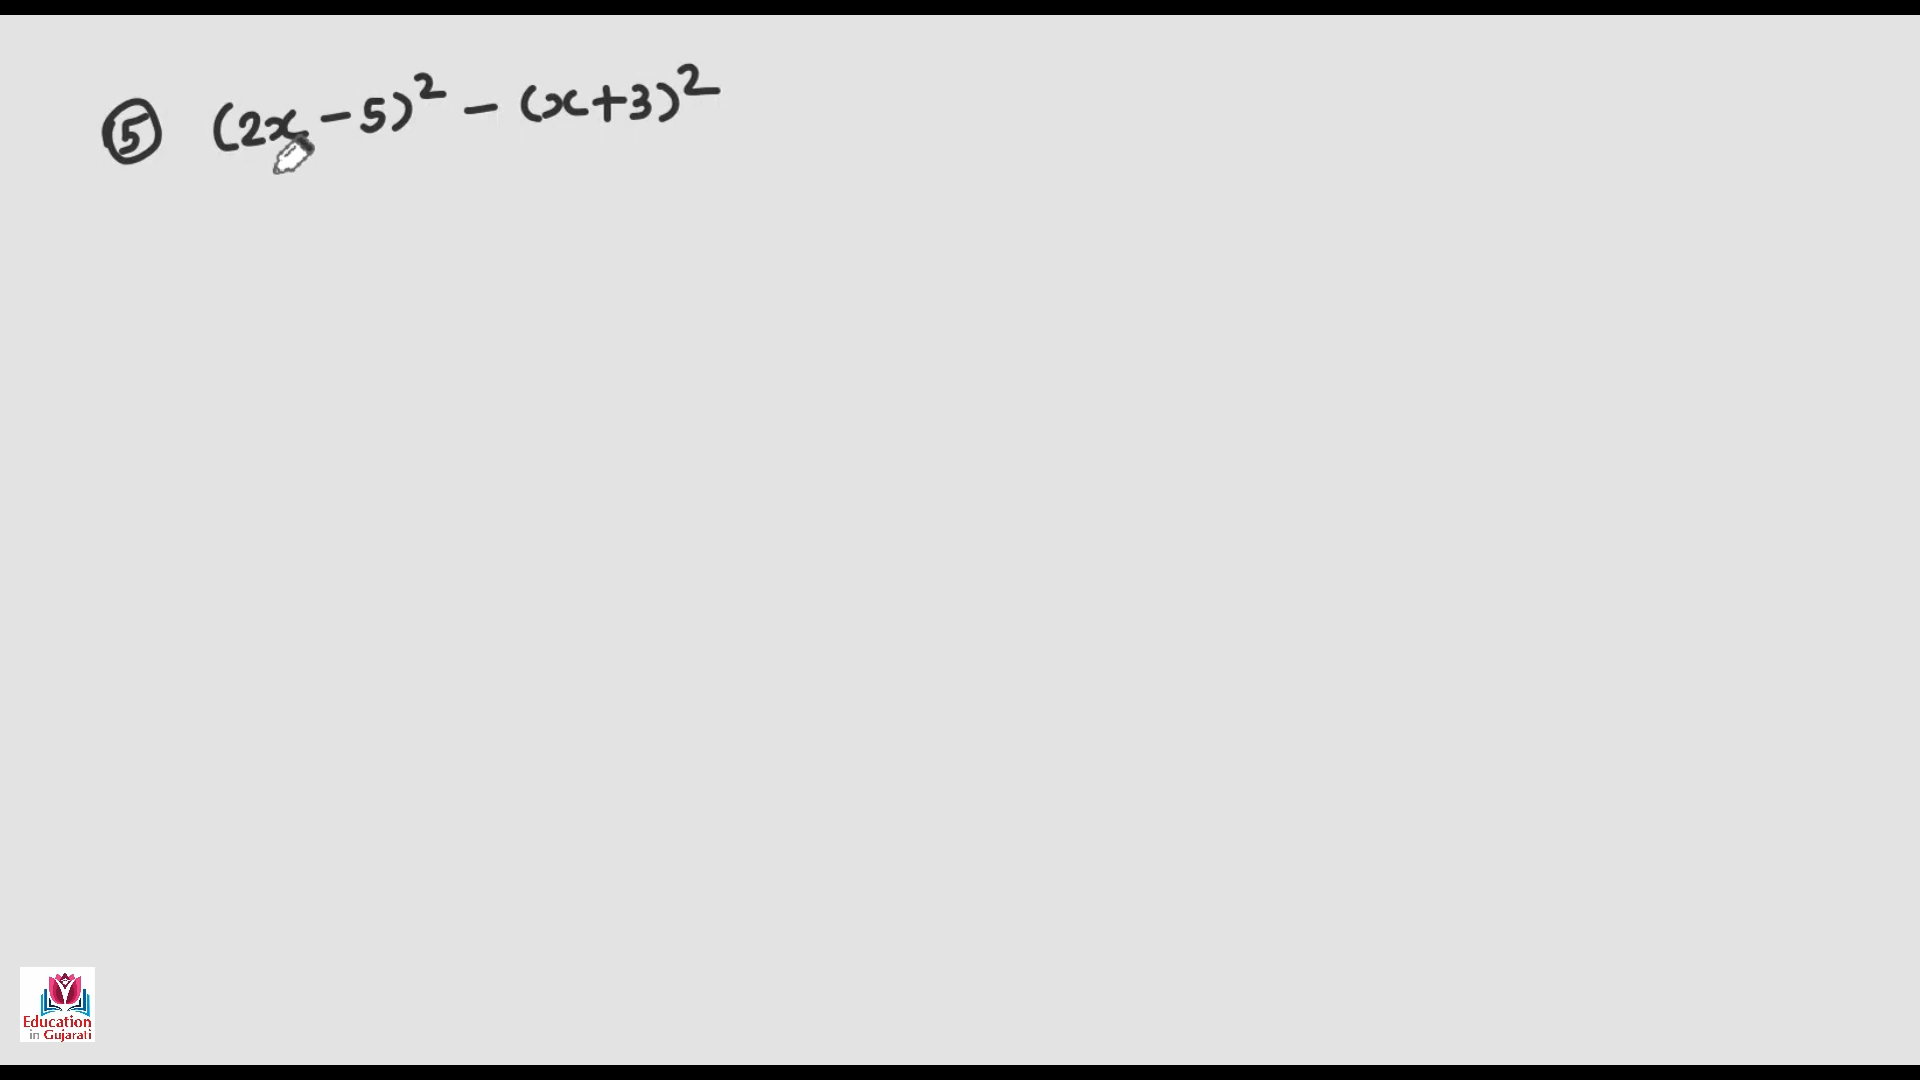 ⑤ (2x - 5)² - (x + 3)²
Education
in Gujarati